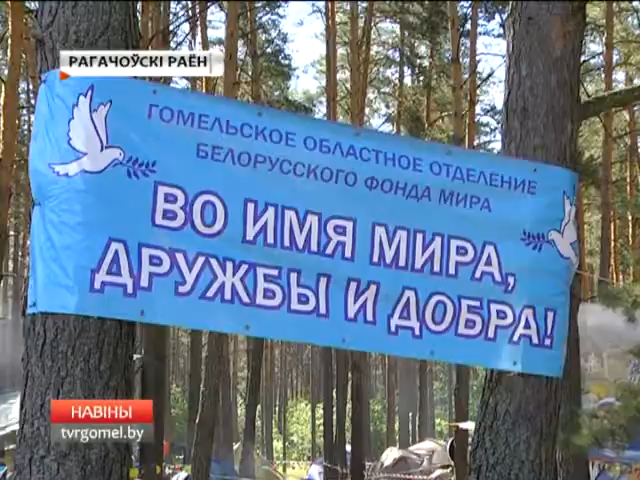 РАГАЧОЎСКІ РАЁН
ГОМЕЛЬСКОЕ ОБЛАСТНОЕ ОТДЕЛЕНИЕ
БЕЛОРУССКОГО ФОНДА МИРА
ВО ИМЯ МИРА,
ДРУЖБЫ И ДОБРА!
НАВІНЫ
tvrgomel.by